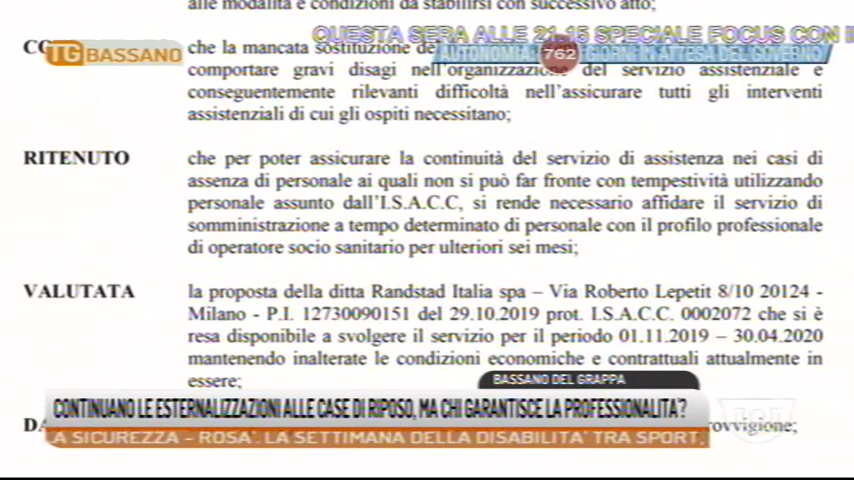 alle modalità e condizioni da stabilirsi con successivo atto;
QUESTA SERA ALLE 21.15 SPECIALE FOCUS CON
TG BASSANO
AUTONOMIA: 762 GIORNI IN ATTESA DEL GOVERNO
che la mancata sostituzione
comportare gravi disagi nell'organizzazione del servizio assistenziale e
conseguentemente rilevanti difficoltà nell'assicurare tutti gli interventi
assistenziali di cui gli ospiti necessitano;
RITENUTO che per poter assicurare la continuità del servizio di assistenza nei casi di
assenza di personale ai quali non si può far fronte con tempestività utilizzando
personale assunto dall'I.S.A.C.C, si rende necessario affidare il servizio di
somministrazione a tempo determinato di personale con il profilo professionale
di operatore socio sanitario per ulteriori sei mesi;
VALUTATA la proposta della ditta Randstad Italia spa – Via Roberto Lepetit 8/10 20124 -
Milano - P.I. 12730090151 del 29.10.2019 prot. I.S.A.C.C. 0002072 che si è
resa disponibile a svolgere il servizio per il periodo 01.11.2019 – 30.04.2020
mantenendo inalterate le condizioni economiche e contrattuali attualmente in
essere;
BASSANO DEL GRAPPA
CONTINUANO LE ESTERNALIZZAZIONI ALLE CASE DI RIPOSO, MA CHI GARANTISCE LA PROFESSIONALITA'?
LA SICUREZZA - ROSA': LA SETTIMANA DELLA DISABILITA' TRA SPORT,